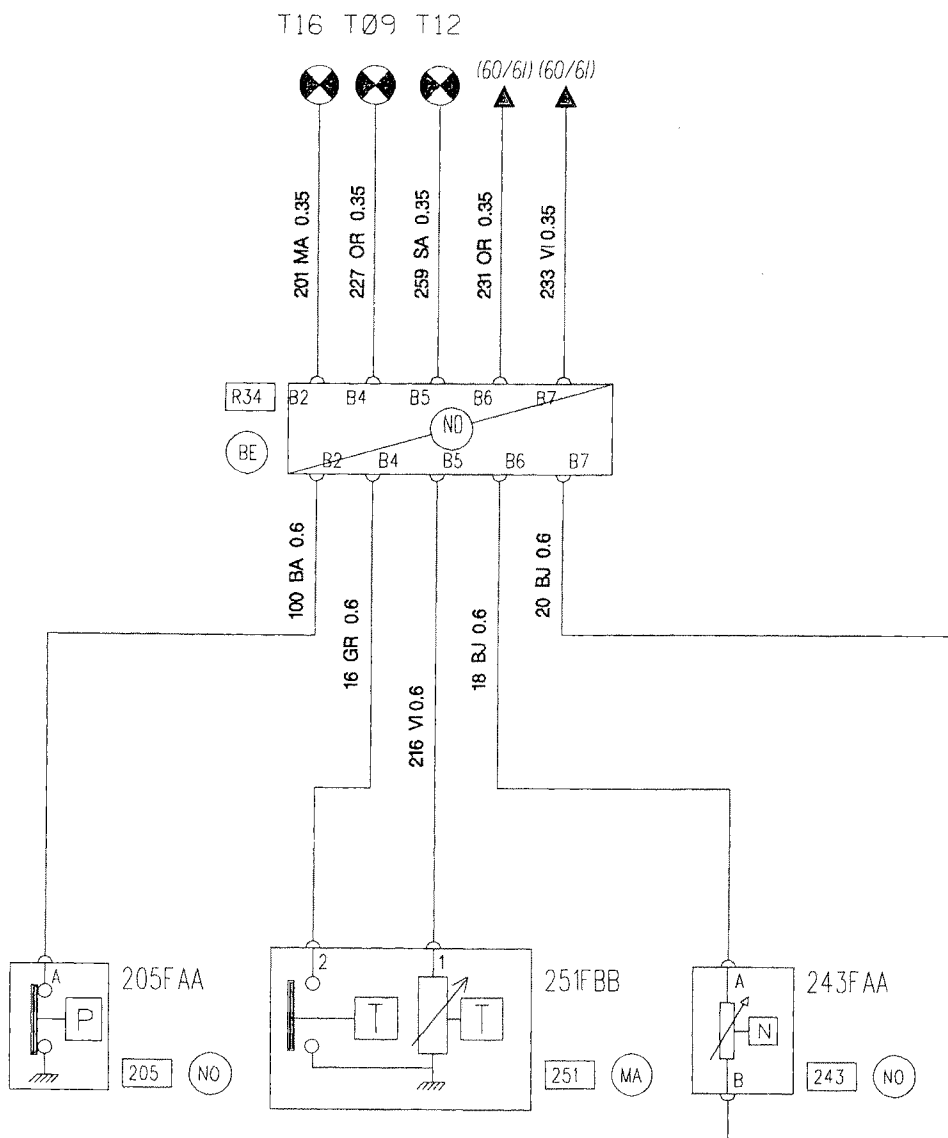 T16 TØ9 T12
(60/61) (60/61)
201 MA 0.35
227 OR 0.35
259 SA 0.35
231 OR 0.35
233 VI 0.35
R34
B2 B4 B5 B6 B7
NO
BE
B2 B4 B5 B6 B7
100 BA 0.6
16 GR 0.6
216 VI 0.6
18 BJ 0.6
20 BJ 0.6
A
205FAA
P
205 NO
2 1
251FBB
T T
251 MA
A
243FAA
N
B
243 NO